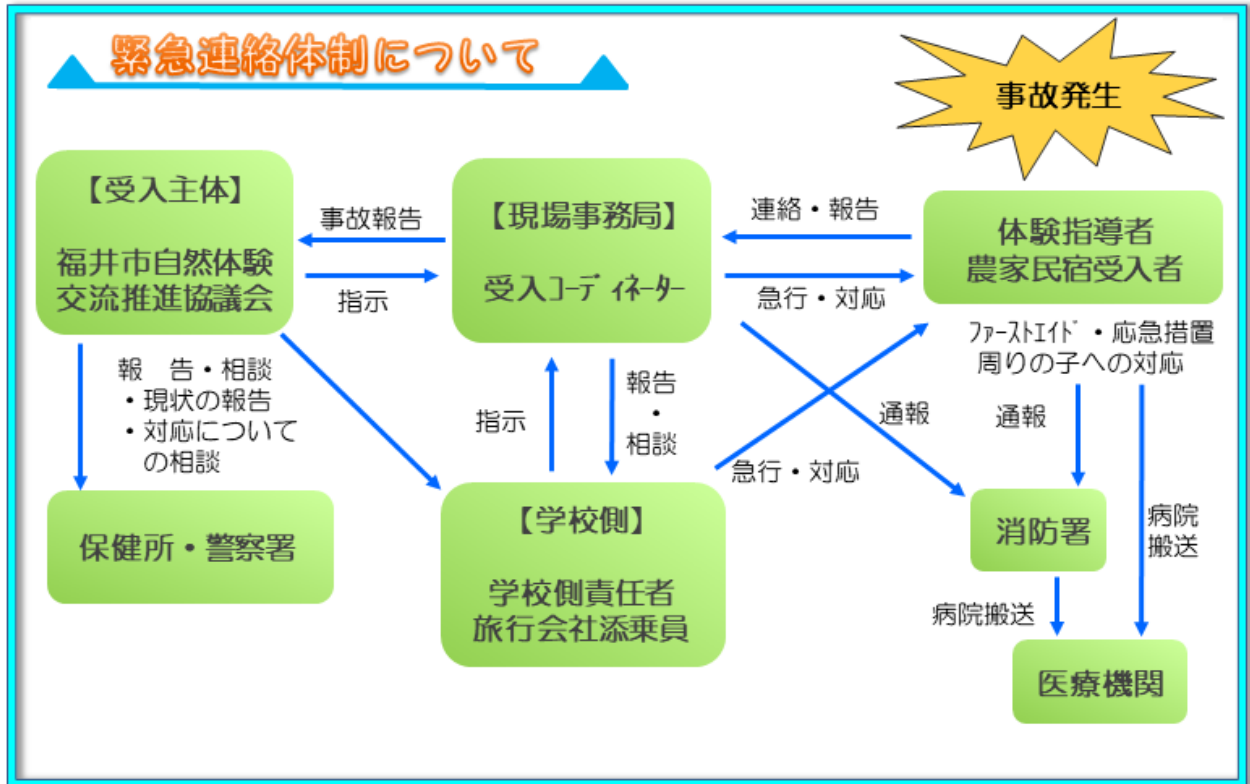 緊急連絡体制について
事故発生
【受入主体】
福井市自然体験
交流推進協議会
事故報告
指示
【現場事務局】
受入ｺｰﾃﾞｨﾈｰﾀｰ
連絡・報告
急行・対応
体験指導者
農家民宿受入者
ﾌｧｰｽﾄｴｲﾄﾞ・応急措置
周りの子への対応
報　告・相談
・現状の報告
・対応について
の相談
指示
報告
・
相談
通報
急行・対応
通報
病院
搬送
保健所・警察署
【学校側】
学校側責任者
旅行会社添乗員
消防署
病院搬送
医療機関